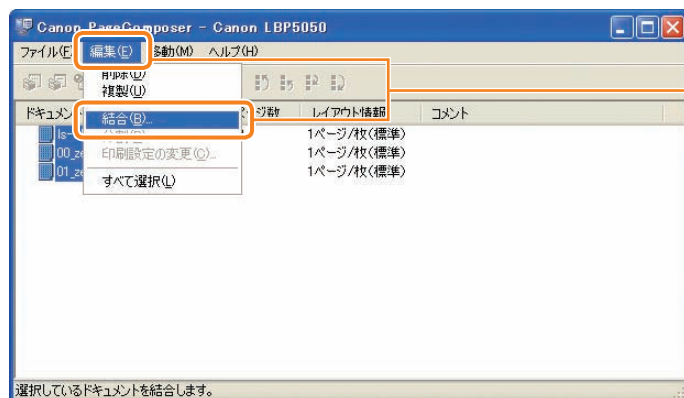 Canon PageComposer - Canon LBP5050
ファイル(F) 編集(E) 移動(M) ヘルプ(H)
削除(D)
複製(U)
結合(B)...
印刷設定の変更(C)...
すべて選択(L)
ドキュメント ージ数 レイアウト情報 コメント
ls- 1ページ/枚(標準)
00_ze 1ページ/枚(標準)
01_ze 1ページ/枚(標準)
選択しているドキュメントを結合します。